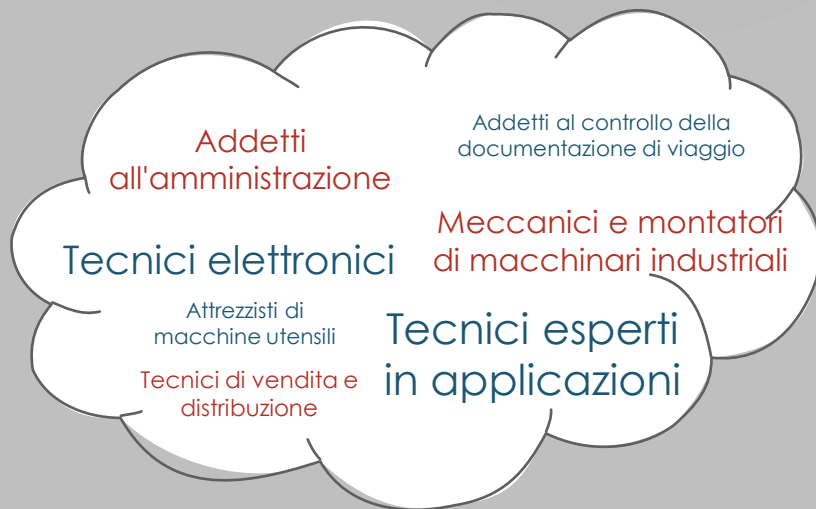 Addetti
all'amministrazione
Addetti al controllo della
documentazione di viaggio
Meccanici e montatori
di macchinari industriali
Tecnici elettronici
Attrezzisti di
macchine utensili
Tecnici esperti
in applicazioni
Tecnici di vendita e
distribuzione